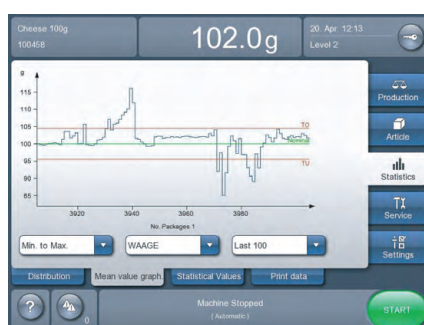 Cheese 100g
100458
102.0g
20. Apr. 12:13
Level 2
g
115
110
105
100
95
90
85
TO
Nominal
TU
3920
3940
3960
3980
No. Packages 1
Min. to Max.
WAAGE
Last 100
Distribution
Mean value graph.
Statistical Values
Print data
Production
Article
Statistics
Service
Settings
?
0
Machine Stopped
( Automatic )
START